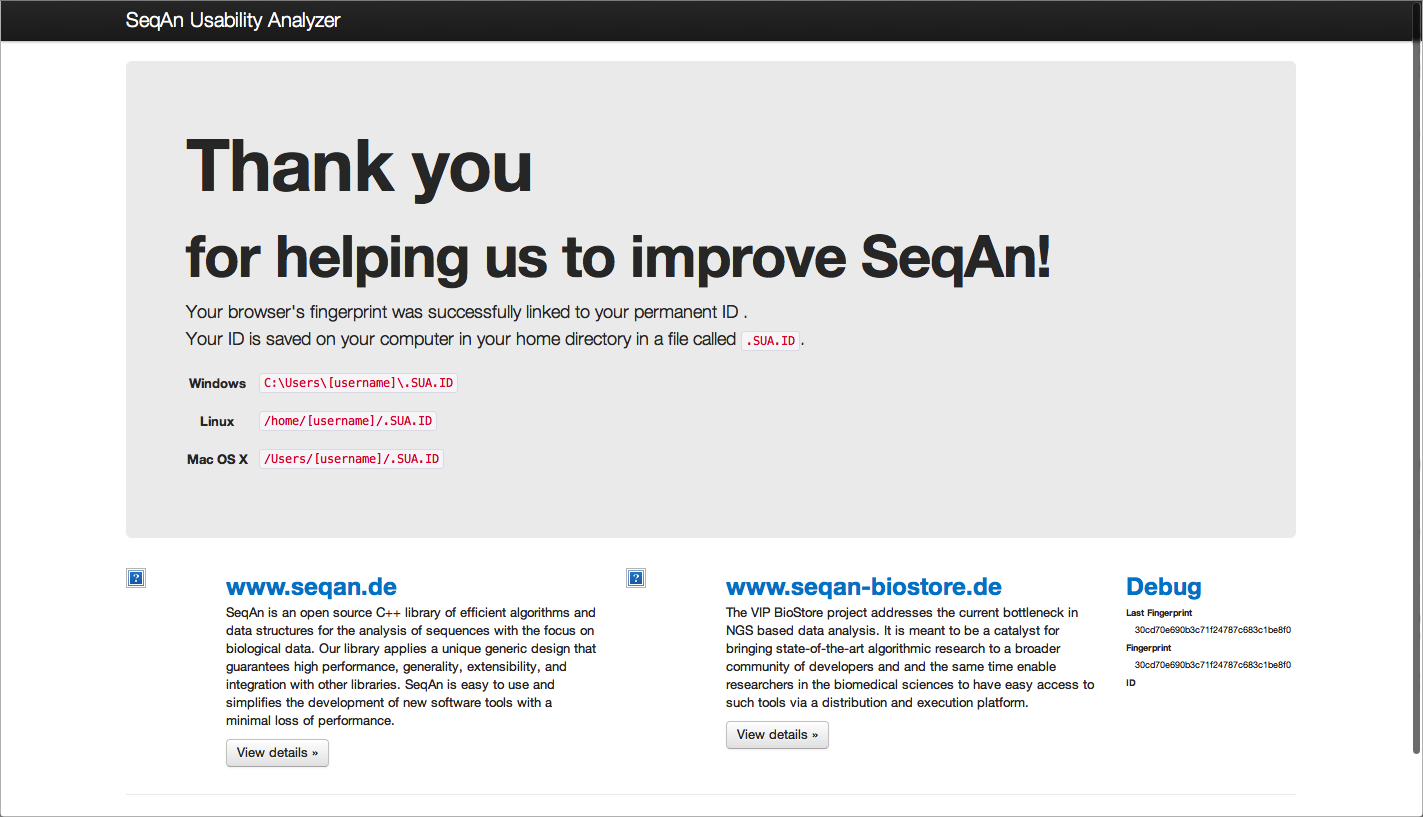 SeqAn Usability Analyzer
Thank you
for helping us to improve SeqAn!
Your browser's fingerprint was successfully linked to your permanent ID .
Your ID is saved on your computer in your home directory in a file called .SUA.ID.
Windows C:\Users\[username]\.SUA.ID
Linux /home/[username]/.SUA.ID
Mac OS X /Users/[username]/.SUA.ID
?
www.seqan.de
SeqAn is an open source C++ library of efficient algorithms and
data structures for the analysis of sequences with the focus on
biological data. Our library applies a unique generic design that
guarantees high performance, generality, extensibility, and
integration with other libraries. SeqAn is easy to use and
simplifies the development of new software tools with a
minimal loss of performance.
View details »
?
www.seqan-biostore.de
The VIP BioStore project addresses the current bottleneck in
NGS based data analysis. It is meant to be a catalyst for
bringing state-of-the-art algorithmic research to a broader
community of developers and and the same time enable
researchers in the biomedical sciences to have easy access to
such tools via a distribution and execution platform.
View details »
Debug
Last Fingerprint
30cd70e690b3c71f24787c683c1be8f0
Fingerprint
30cd70e690b3c71f24787c683c1be8f0
ID